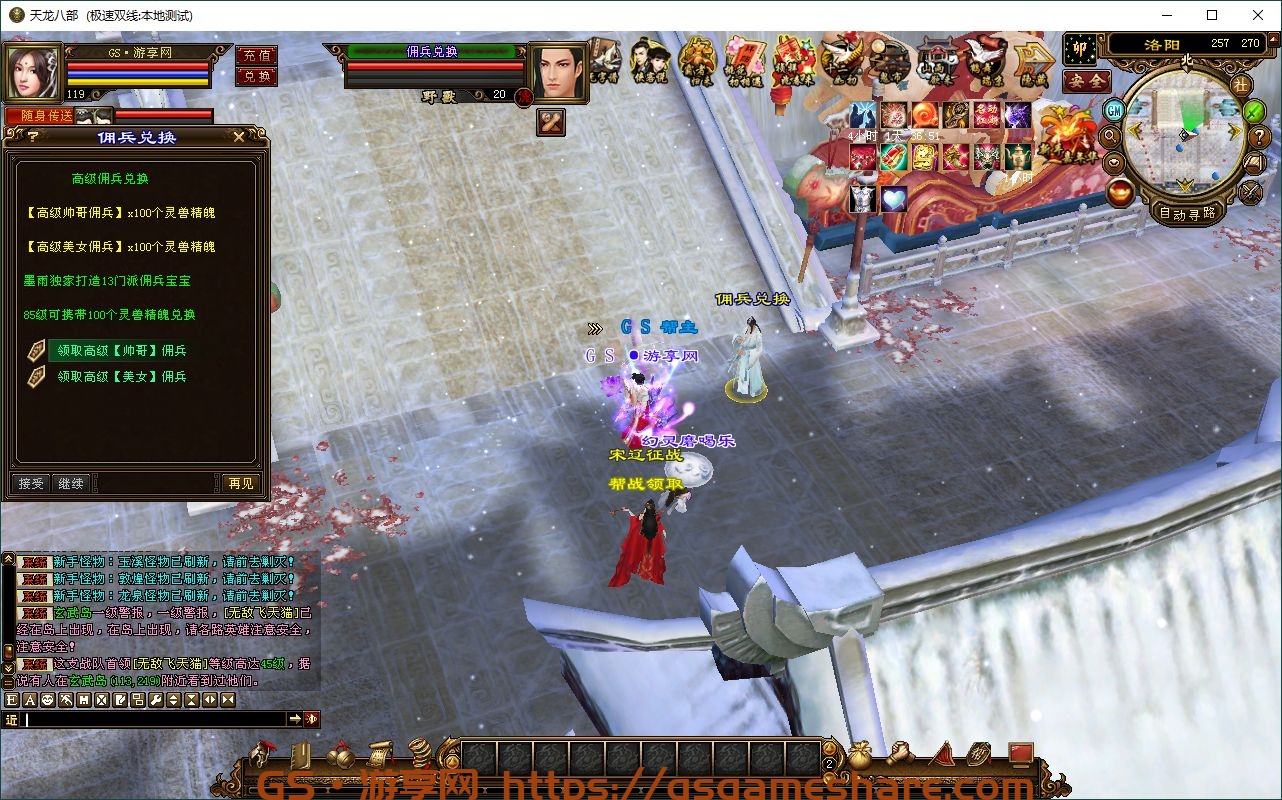 天龙八部 (极速双线:本地测试)
GS·游享网
119
充值
兑换
佣兵兑换
野兽
20
洛阳
257 270
卯
北
安全
社
GM
自动寻路
随身传送
? 佣兵兑换
高级佣兵兑换
【高级帅哥佣兵】x100个灵兽精魄
【高级美女佣兵】x100个灵兽精魄
墨雨独家打造13门派佣兵宝宝
85级可携带100个灵兽精魄兑换
领取高级【帅哥】佣兵
领取高级【美女】佣兵
接受 继续 再见
4小时 1天 36:51
佣兵兑换
GS 帮主
GS ●游享网
幻灵磨喝乐
宋辽征战
帮战领取
系统 新手怪物：玉溪怪物已刷新，请前去剿灭！
系统 新手怪物：敦煌怪物已刷新，请前去剿灭！
系统 新手怪物：龙泉怪物已刷新，请前去剿灭！
系统 玄武岛一级警报，一级警报，[无敌飞天猫]已
经在岛上出现，在岛上出现，请各路英雄注意安全，
注意安全！
系统 这支战队首领[无敌飞天猫]等级高达45级，据
说有人在玄武岛(113,219)附近看到过他们。
近
2
GS·游享网 https://gsgameshare.com